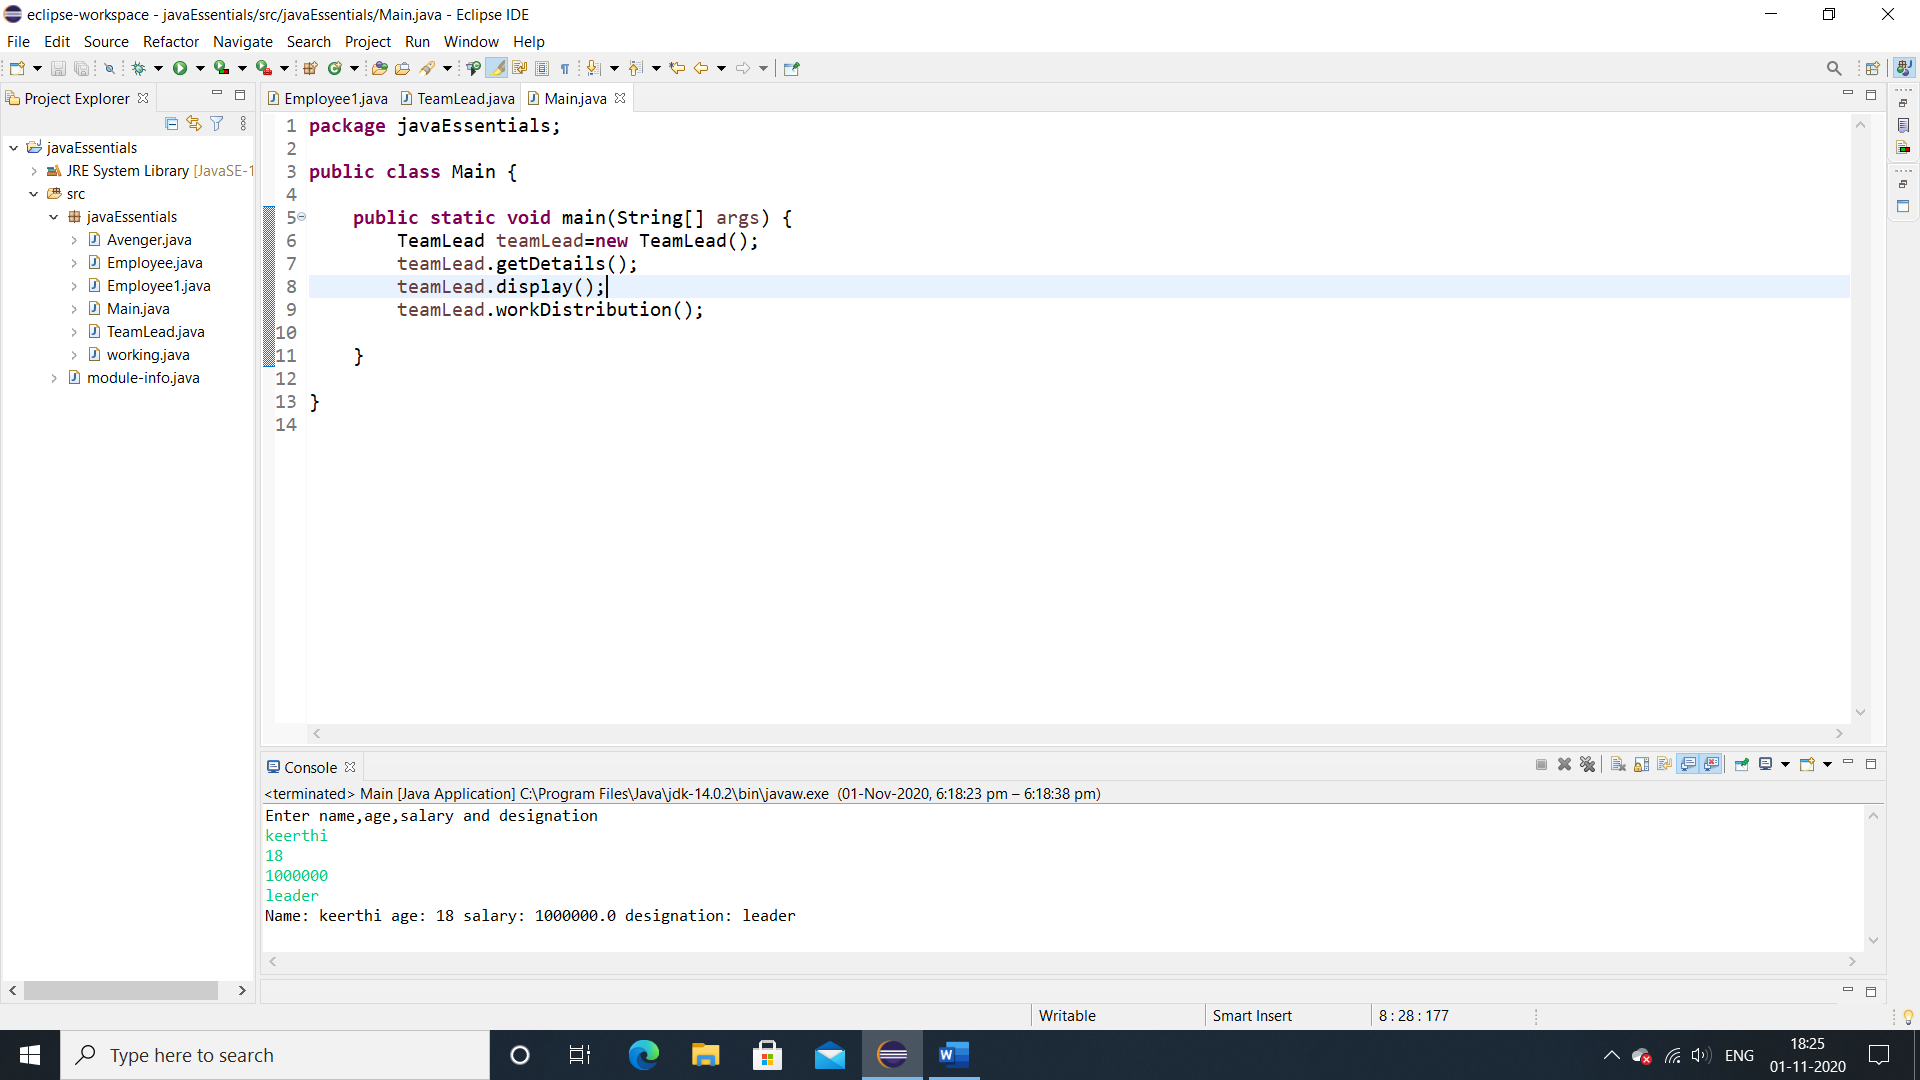 eclipse-workspace - javaEssentials/src/javaEssentials/Main.java - Eclipse IDE
File Edit Source Refactor Navigate Search Project Run Window Help
Project Explorer
Employee1.java TeamLead.java Main.java
javaEssentials
JRE System Library [JavaSE-1
src
javaEssentials
Avenger.java
Employee.java
Employee1.java
Main.java
TeamLead.java
working.java
module-info.java
1 package javaEssentials;
2
3 public class Main {
4
5 public static void main(String[] args) {
6 TeamLead teamLead=new TeamLead();
7 teamLead.getDetails();
8 teamLead.display();
9 teamLead.workDistribution();
10
11 }
12
13 }
14
Console
<terminated> Main [Java Application] C:\Program Files\Java\jdk-14.0.2\bin\javaw.exe (01-Nov-2020, 6:18:23 pm – 6:18:38 pm)
Enter name,age,salary and designation
keerthi
18
1000000
leader
Name: keerthi age: 18 salary: 1000000.0 designation: leader
Writable Smart Insert 8 : 28 : 177
Type here to search
ENG
18:25
01-11-2020